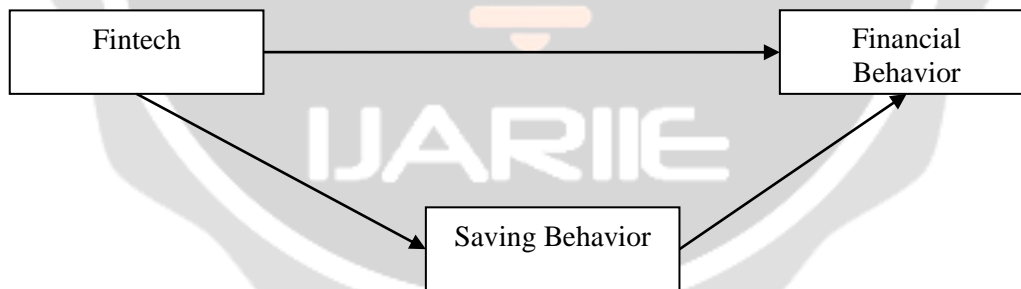 Fintech
Financial
Behavior
IJARIIE
Saving Behavior